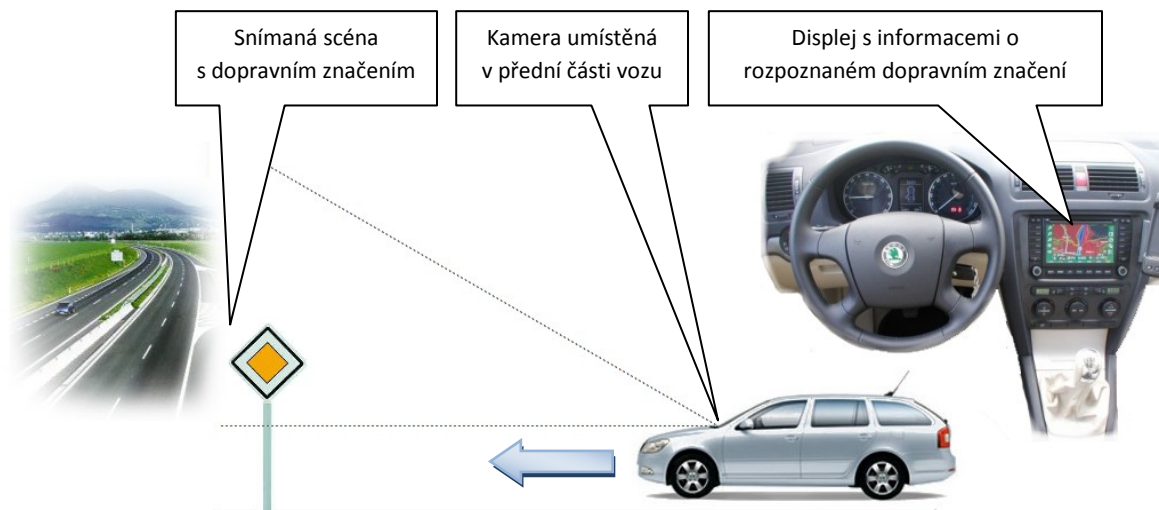 Snímaná scéna
s dopravním značením
Kamera umístěná
v přední části vozu
Displej s informacemi o
rozpoznaném dopravním značení